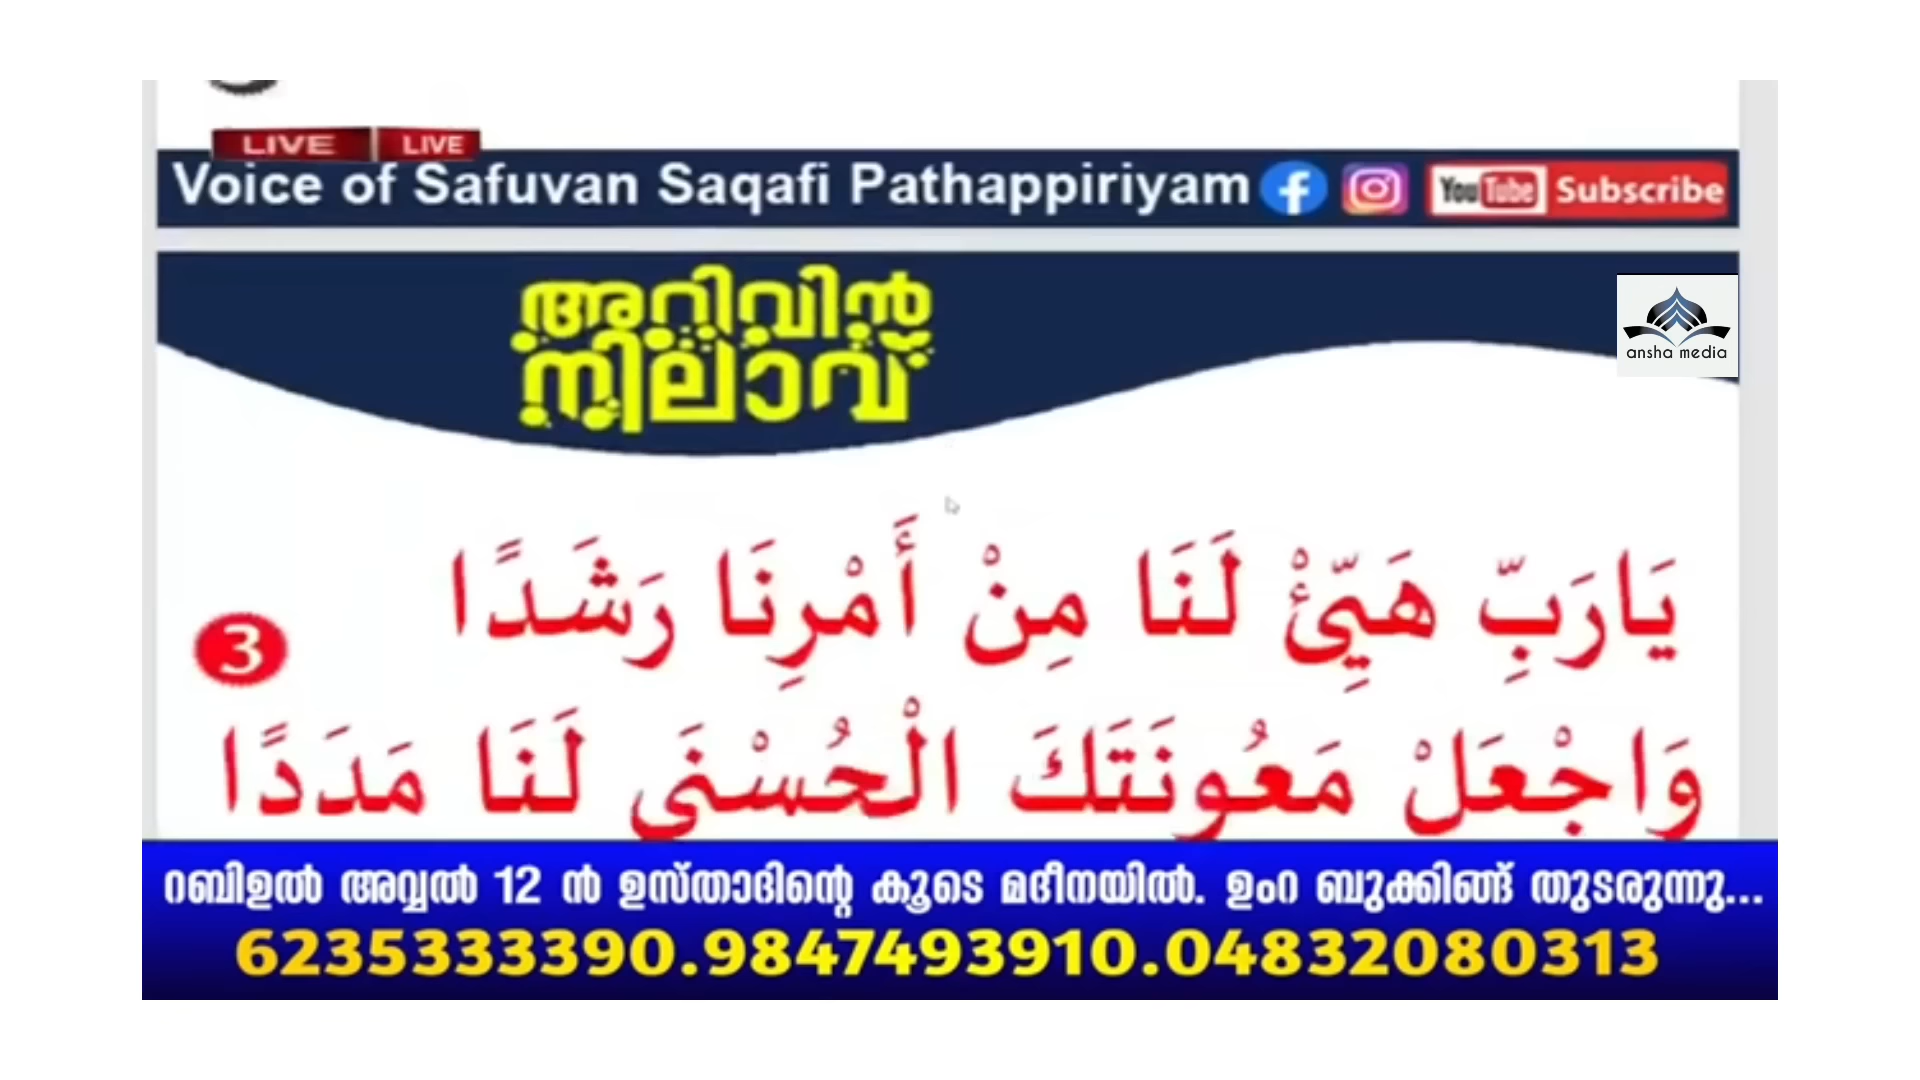 LIVE LIVE
Voice of Safuvan Saqafi Pathappiriyam YouTube Subscribe
അറിവിൻ
നിലാവ്
ansha media
يَارَبِّ هَيِّئْ لَنَا مِنْ أَمْرِنَا رَشَدًا
3
وَاجْعَلْ مَعُونَتَكَ الْحُسْنَي لَنَا مَدَدًا
റബിഉൽ അവ്വൽ 12 ൻ ഉസ്താദിന്റെ കൂടെ മദീനയിൽ. ഉംറ ബുക്കിങ്ങ് തുടരുന്നു...
6235333390.9847493910.04832080313